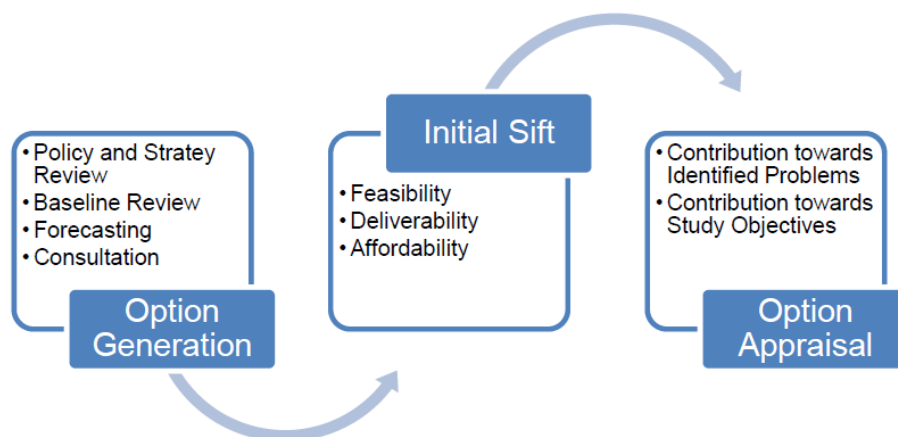 • Policy and Stratey
Review
• Baseline Review
• Forecasting
• Consultation
Option
Generation
Initial Sift
• Feasibility
• Deliverability
• Affordability
• Contribution towards
Identified Problems
• Contribution towards
Study Objectives
Option
Appraisal